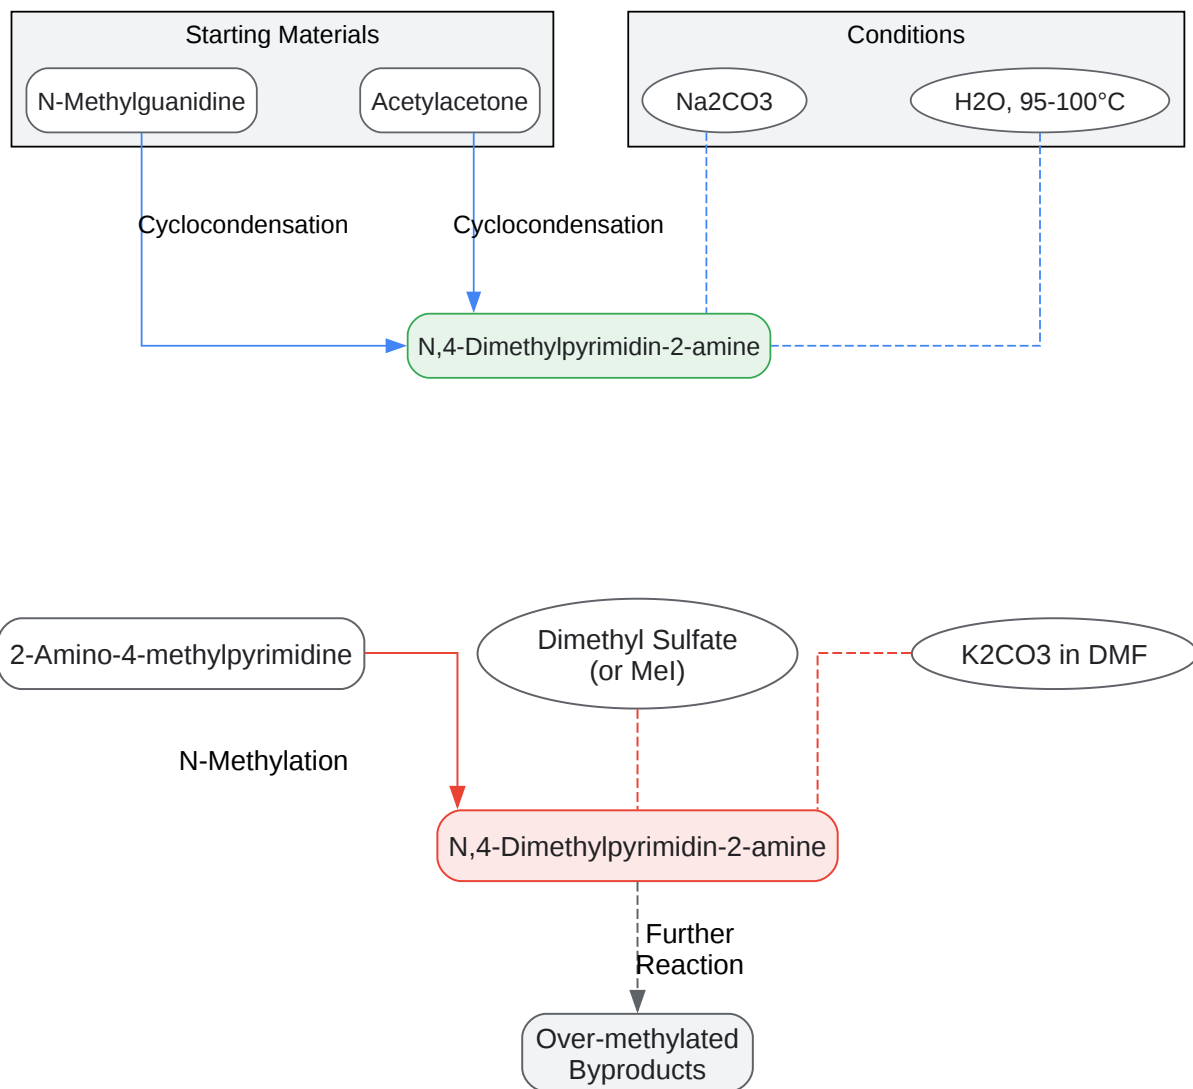 Starting Materials
Conditions
N-Methylguanidine
Acetylacetone
Na2CO3
H2O, 95-100°C
Cyclocondensation
Cyclocondensation
N,4-Dimethylpyrimidin-2-amine
2-Amino-4-methylpyrimidine
Dimethyl Sulfate
(or MeI)
K2CO3 in DMF
N-Methylation
N,4-Dimethylpyrimidin-2-amine
Further
Reaction
Over-methylated
Byproducts